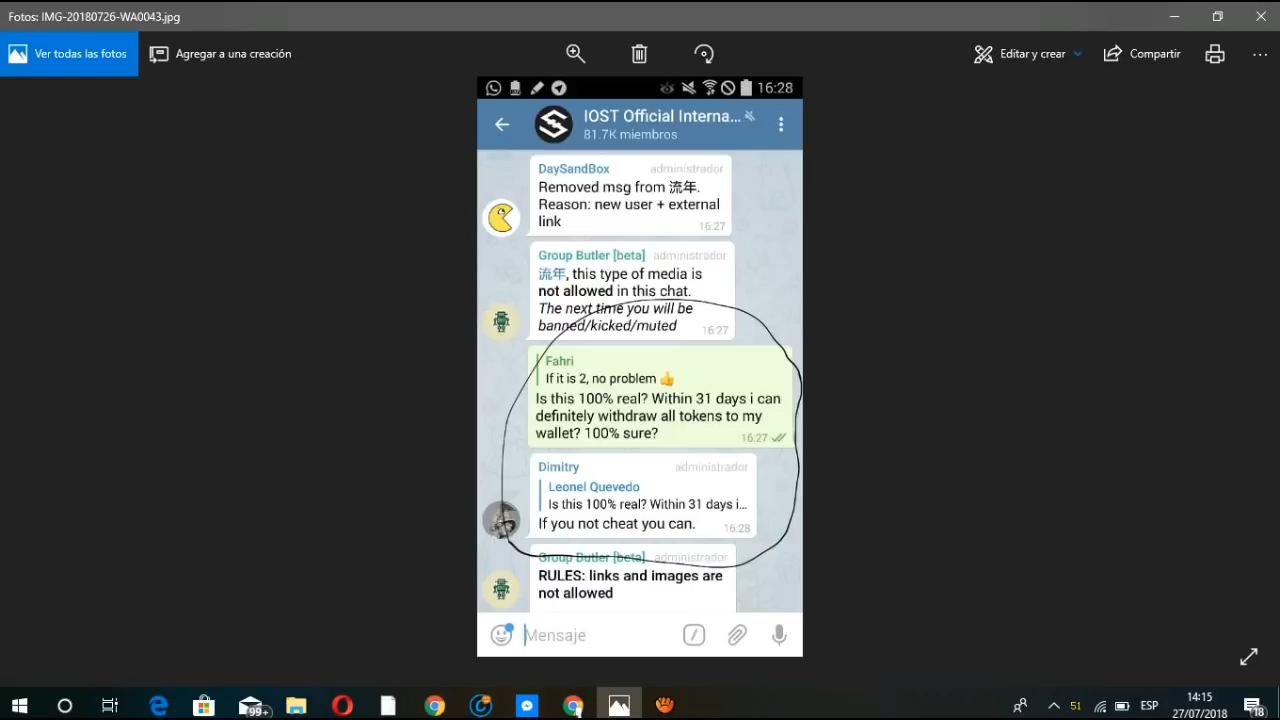 Fotos: IMG-20180726-WA0043.jpg
Ver todas las fotos
Agregar a una creación
Editar y crear
Compartir
16:28
IOST Official Interna...
81.7K miembros
DaySandBox administrador
Removed msg from 流年.
Reason: new user + external
link
16:27
Group Butler [beta] administrador
流年, this type of media is
not allowed in this chat.
The next time you will be
banned/kicked/muted 16:27
Fahri
If it is 2, no problem 👍
Is this 100% real? Within 31 days i can
definitely withdraw all tokens to my
wallet? 100% sure? 16:27
Dimitry administrador
Leonel Quevedo
Is this 100% real? Within 31 days i...
If you not cheat you can. 16:28
Group Butler [beta] administrador
RULES: links and images are
not allowed
Mensaje
99+
51
ESP
14:15
27/07/2018
18